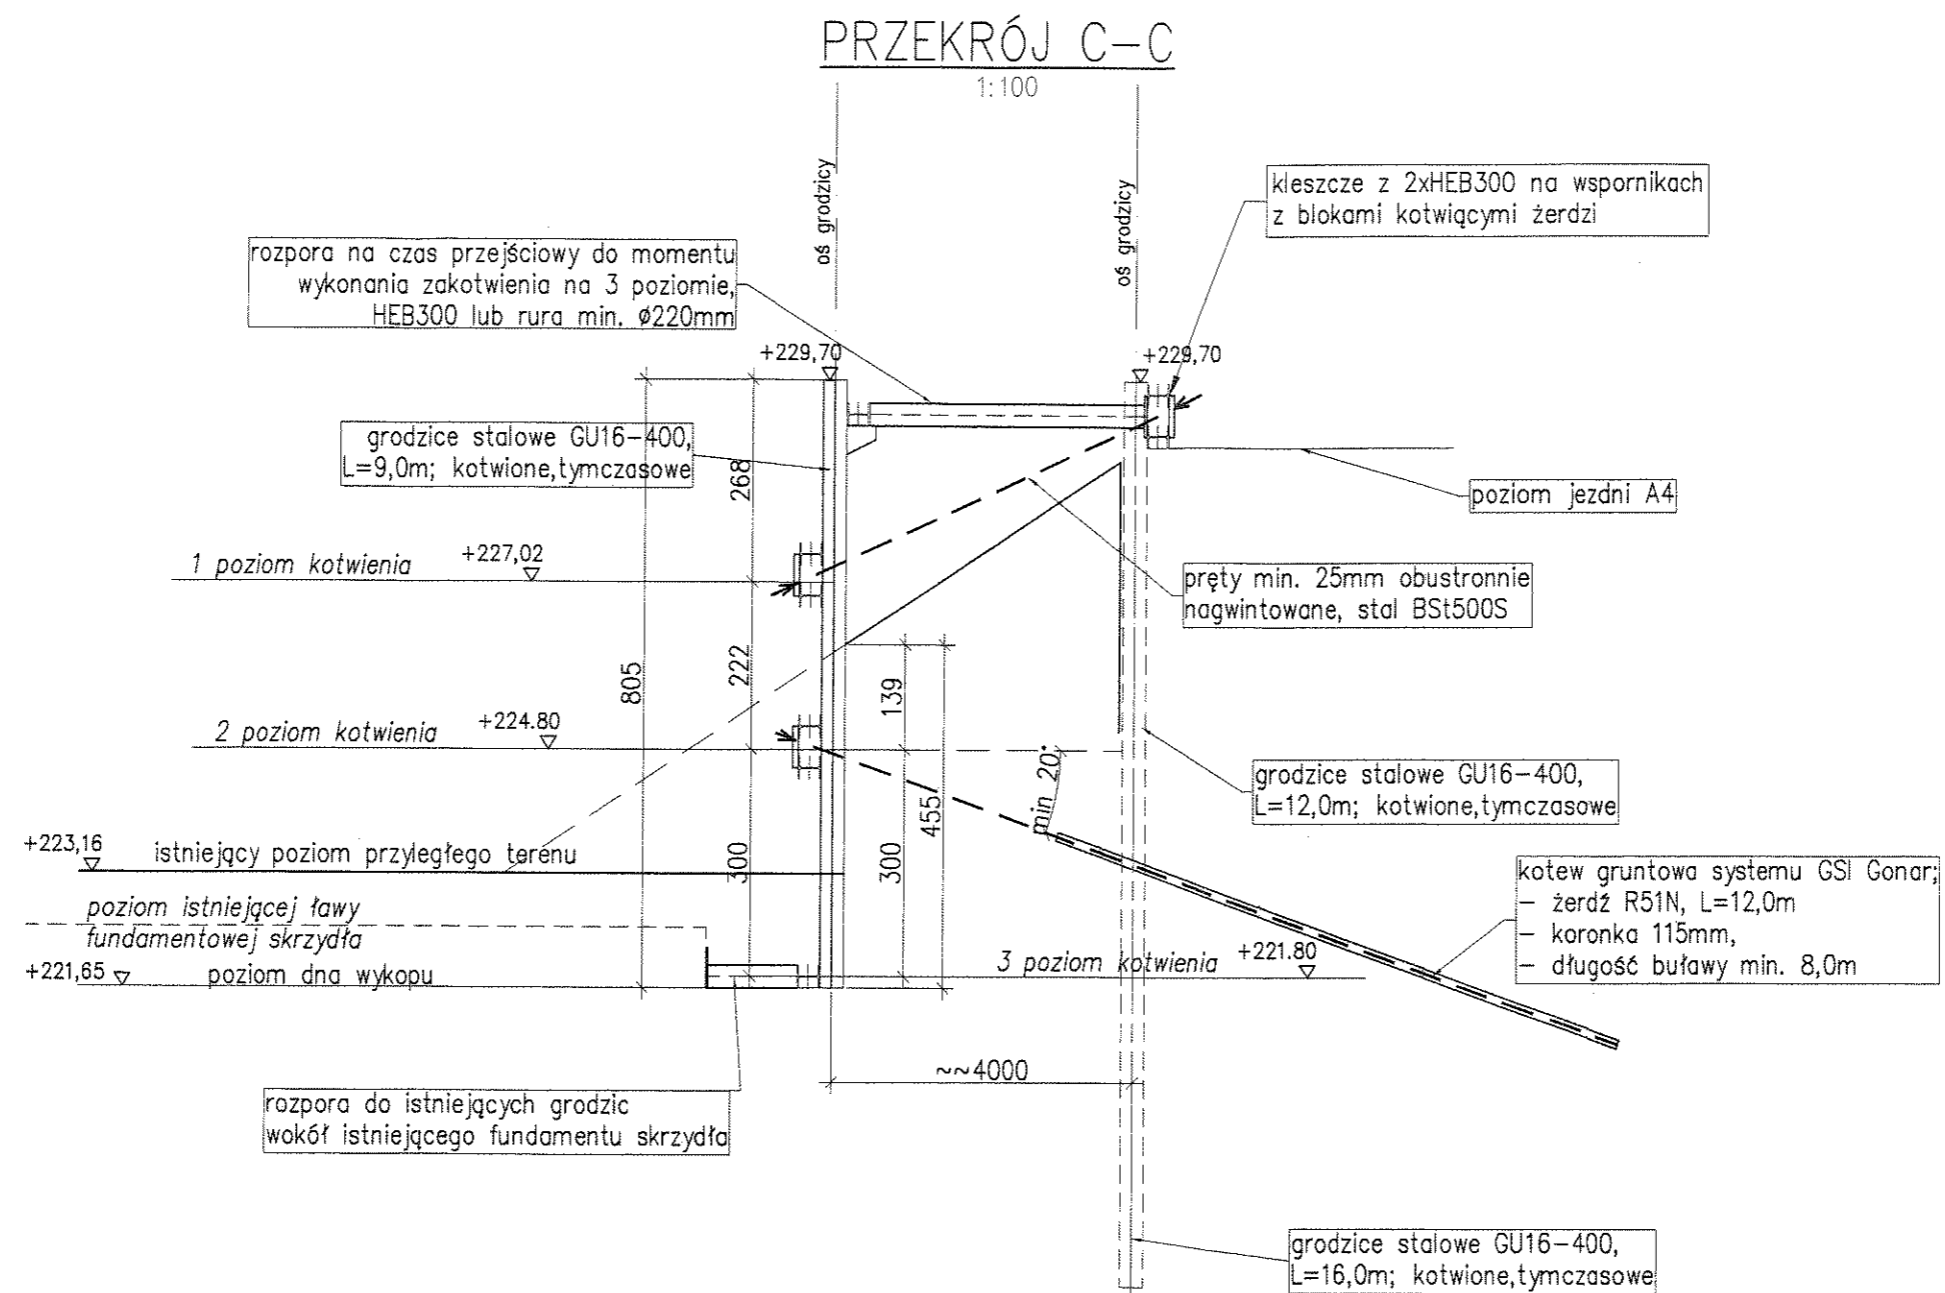 PRZEKRÓJ C-C
1:100
oś grodzicy
oś grodzicy
kleszcze z 2xHEB300 na wspornikach
z blokami kotwiącymi żerdzi
rozpora na czas przejściowy do momentu
wykonania zakotwienia na 3 poziomie,
HEB300 lub rura min. ø220mm
+229,70
+229,70
grodzice stalowe GU16-400,
L=9,0m; kotwione,tymczasowe
268
poziom jezdni A4
1 poziom kotwienia
+227,02
pręty min. 25mm obustronnie
nagwintowane, stal BSt500S
805
222
139
2 poziom kotwienia
+224.80
min 20°
grodzice stalowe GU16-400,
L=12,0m; kotwione,tymczasowe
455
300
300
+223,16
istniejący poziom przyległego terenu
kotew gruntowa systemu GSI Gonar;
- żerdź R51N, L=12,0m
- koronka 115mm,
- długość buławy min. 8,0m
poziom istniejącej ławy
fundamentowej skrzydła
+221,65
poziom dna wykopu
3 poziom kotwienia
+221.80
~~4000
rozpora do istniejących grodzic
wokół istniejącego fundamentu skrzydła
grodzice stalowe GU16-400,
L=16,0m; kotwione,tymczasowe